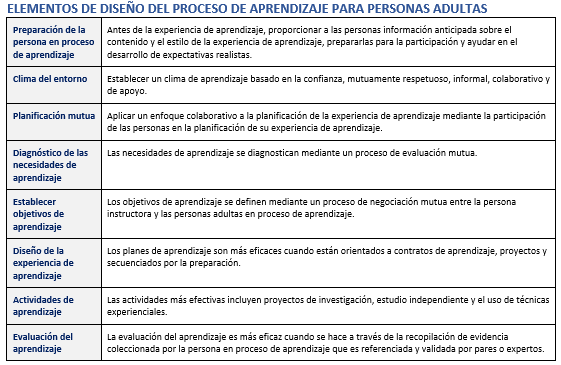 ELEMENTOS DE DISEÑO DEL PROCESO DE APRENDIZAJE PARA PERSONAS ADULTAS
Preparación de la
persona en proceso
de aprendizaje
Antes de la experiencia de aprendizaje, proporcionar a las personas información anticipada sobre el
contenido y el estilo de la experiencia de aprendizaje, prepararlas para la participación y ayudar en el
desarrollo de expectativas realistas.
Clima del entorno
Establecer un clima de aprendizaje basado en la confianza, mutuamente respetuoso, informal, colaborativo y
de apoyo.
Planificación mutua
Aplicar un enfoque colaborativo a la planificación de la experiencia de aprendizaje mediante la participación
de las personas en la planificación de su experiencia de aprendizaje.
Diagnóstico de las
necesidades de
aprendizaje
Las necesidades de aprendizaje se diagnostican mediante un proceso de evaluación mutua.
Establecer
objetivos de
aprendizaje
Los objetivos de aprendizaje se definen mediante un proceso de negociación mutua entre la persona
instructora y las personas adultas en proceso de aprendizaje.
Diseño de la
experiencia de
aprendizaje
Los planes de aprendizaje son más eficaces cuando están orientados a contratos de aprendizaje, proyectos y
secuenciados por la preparación.
Actividades de
aprendizaje
Las actividades más efectivas incluyen proyectos de investigación, estudio independiente y el uso de técnicas
experienciales.
Evaluación del
aprendizaje
La evaluación del aprendizaje es más eficaz cuando se hace a través de la recopilación de evidencia
coleccionada por la persona en proceso de aprendizaje que es referenciada y validada por pares o expertos.